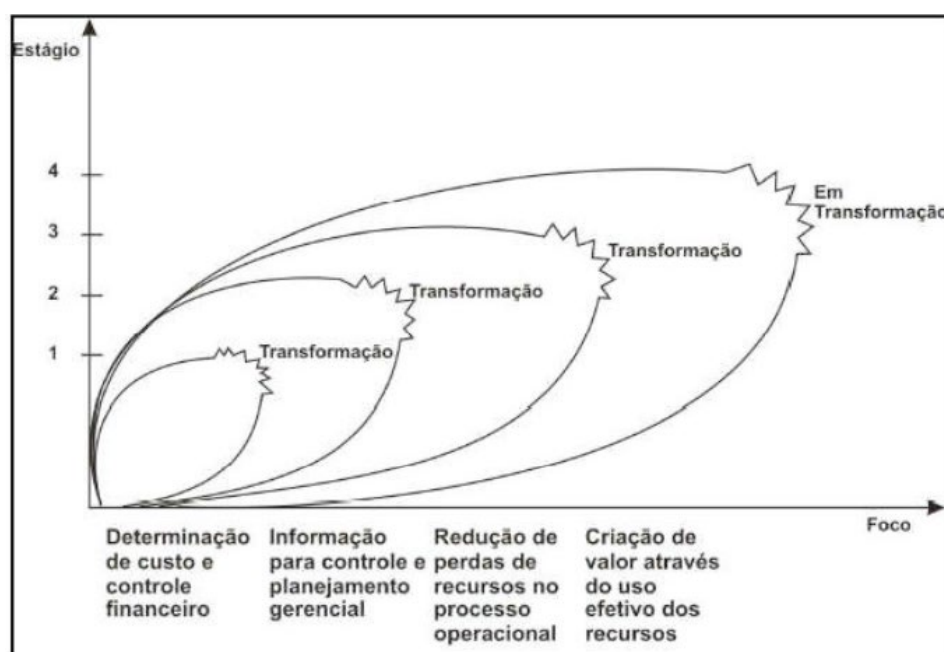 Estágio
4
Em
Transformação
3
Transformação
2
Transformação
1
Transformação
Foco
Determinação
de custo e
controle
financeiro
Informação
para controle e
planejamento
gerencial
Redução de
perdas de
recursos no
processo
operacional
Criação de
valor através
do uso
efetivo dos
recursos